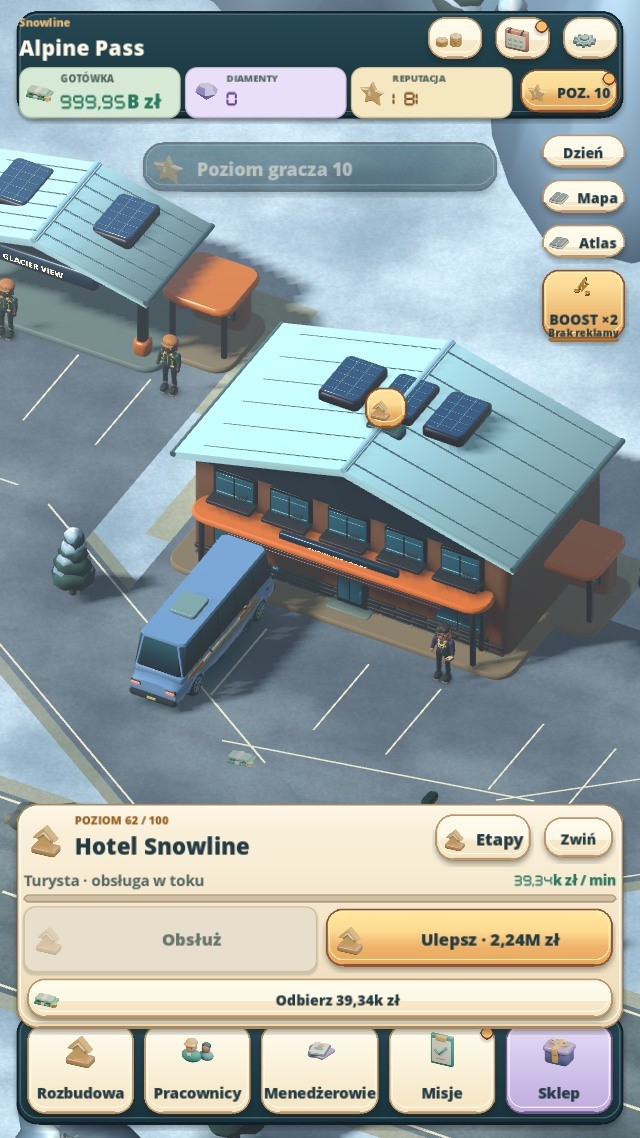 Snowline
Alpine Pass
GOTÓWKA
999,95B zł
DIAMENTY
0
REPUTACJA
181
POZ. 10
Poziom gracza 10
Dzień
Mapa
Atlas
BOOST ×2
Brak reklamy
GLACIER VIEW
POZIOM 62 / 100
Hotel Snowline
Etapy
Zwiń
Turysta · obsługa w toku
39,34k zł / min
Obsłuż
Ulepsz · 2,24M zł
Odbierz 39,34k zł
Rozbudowa
Pracownicy
Menedżerowie
Misje
Sklep